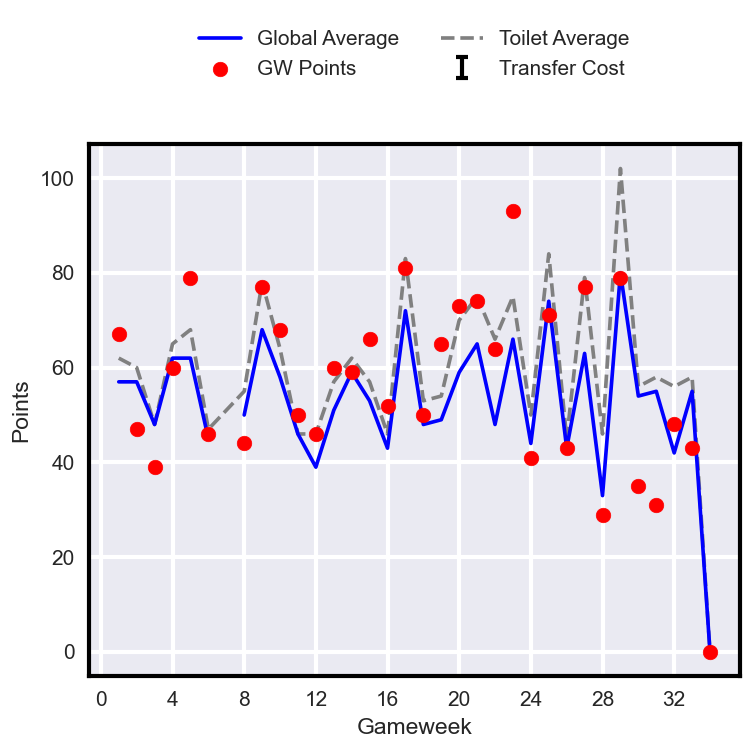 Global Average
Toilet Average
GW Points
Transfer Cost
Points
100
80
60
40
20
0
0 4 8 12 16 20 24 28 32
Gameweek